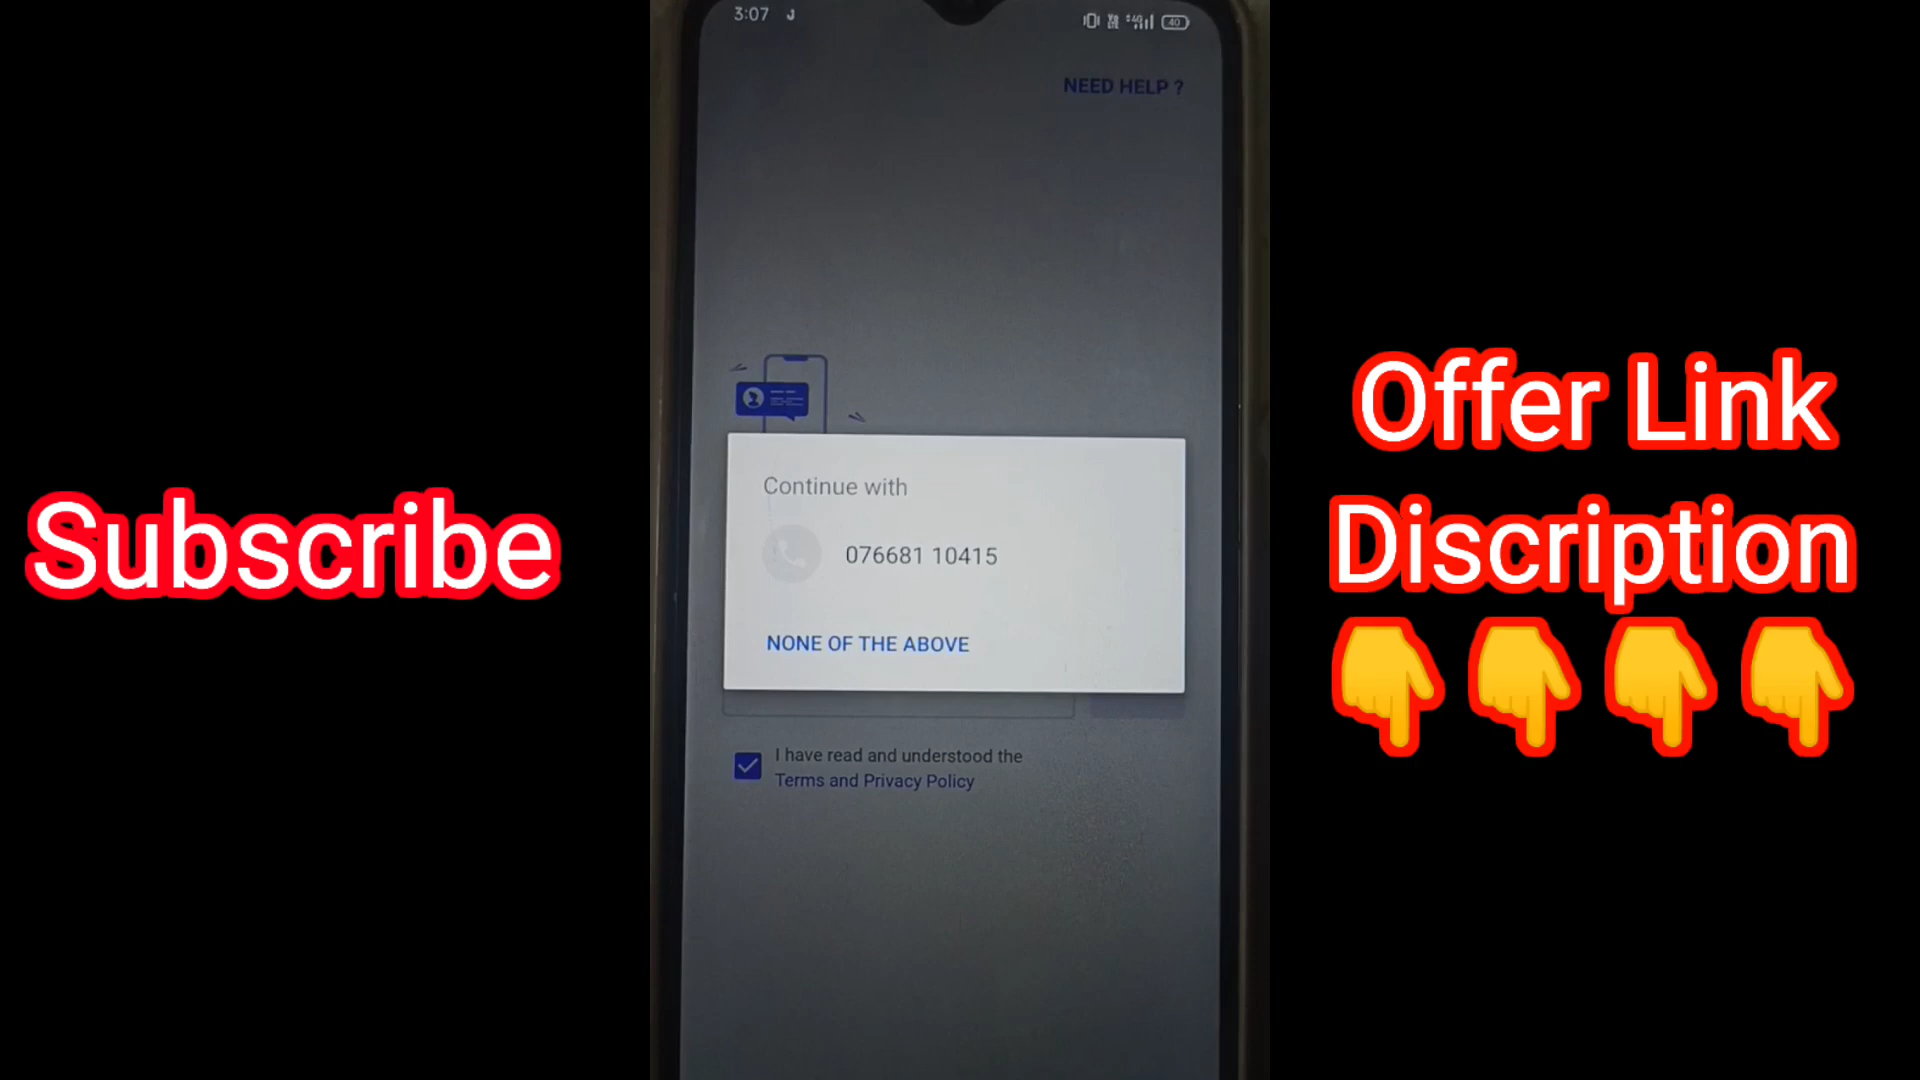 3:07
40
NEED HELP ?
Continue with
076681 10415
NONE OF THE ABOVE
I have read and understood the
Terms and Privacy Policy
Subscribe
Offer Link
Discription